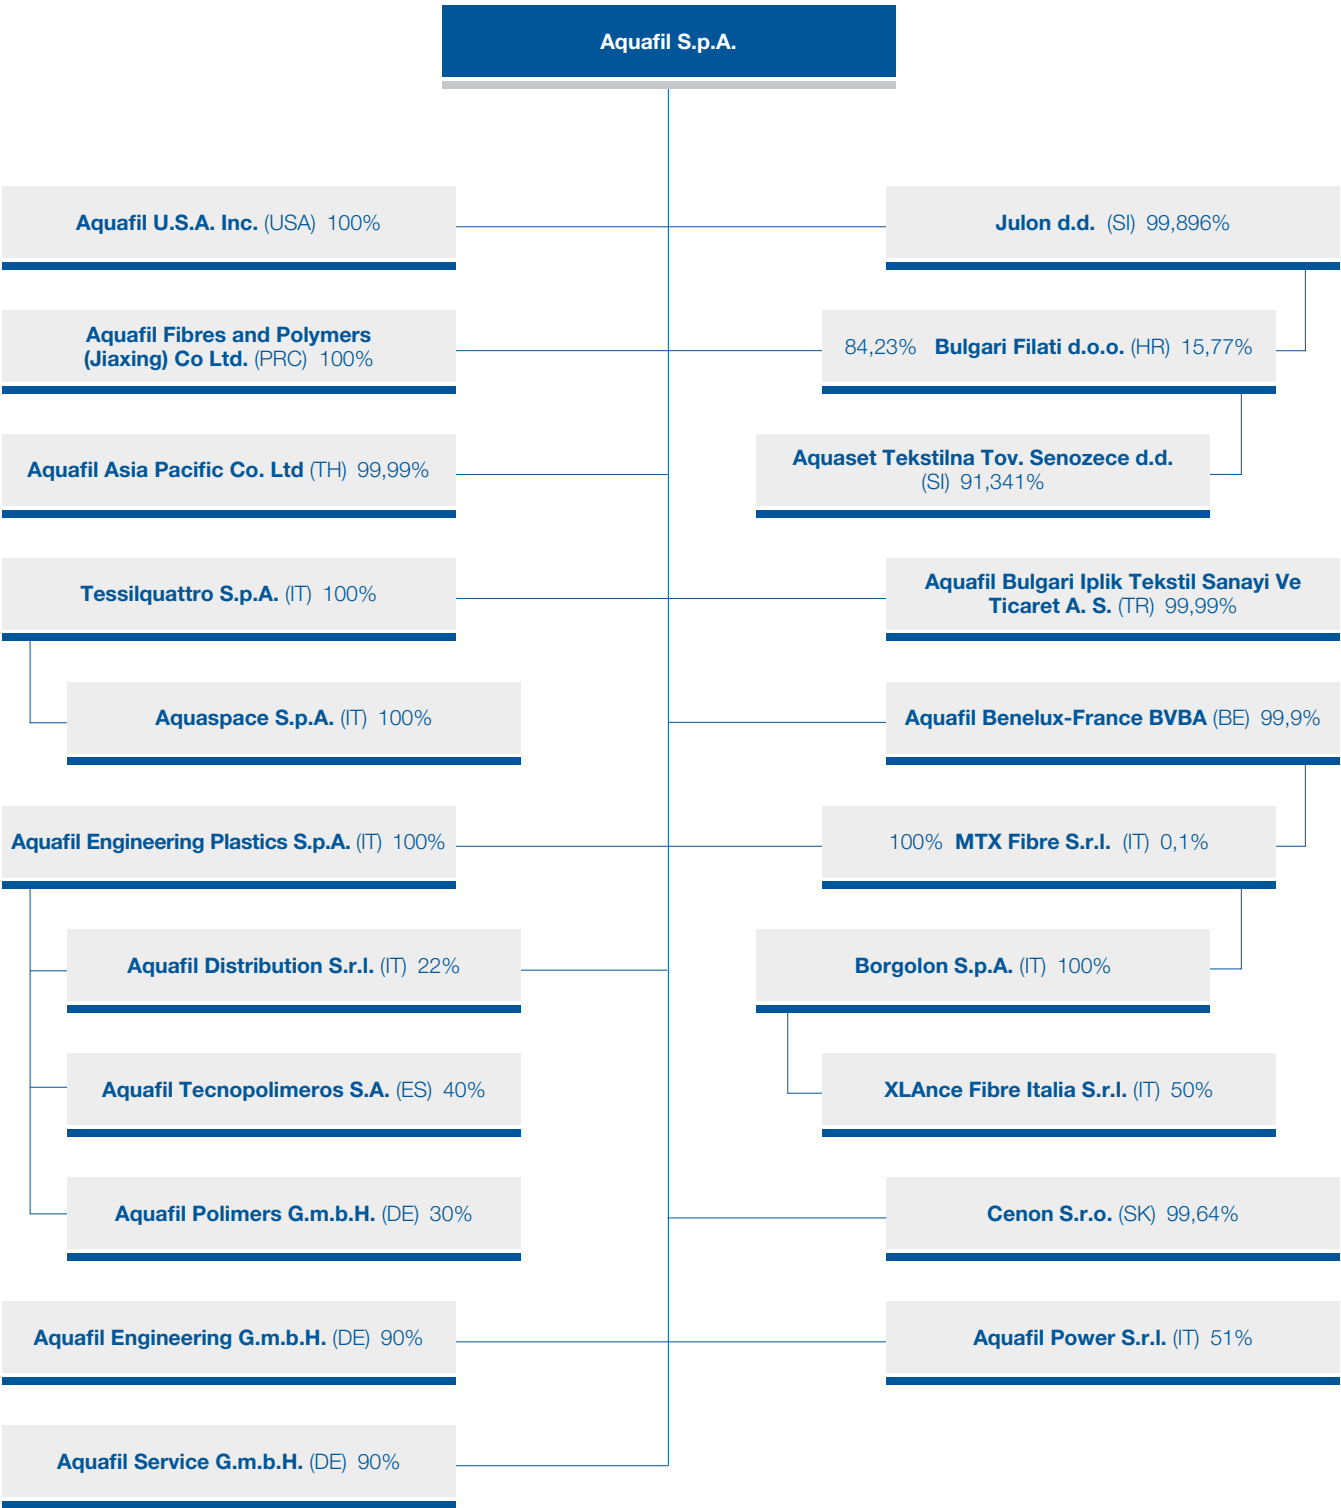 Aquafil S.p.A.
Aquafil U.S.A. Inc. (USA) 100%
Julon d.d. (SI) 99,896%
Aquafil Fibres and Polymers
(Jiaxing) Co Ltd. (PRC) 100%
84,23% Bulgari Filati d.o.o. (HR) 15,77%
Aquafil Asia Pacific Co. Ltd (TH) 99,99%
Aquaset Tekstilna Tov. Senozece d.d.
(SI) 91,341%
Tessilquattro S.p.A. (IT) 100%
Aquafil Bulgari Iplik Tekstil Sanayi Ve
Ticaret A. S. (TR) 99,99%
Aquaspace S.p.A. (IT) 100%
Aquafil Benelux-France BVBA (BE) 99,9%
Aquafil Engineering Plastics S.p.A. (IT) 100%
100% MTX Fibre S.r.l. (IT) 0,1%
Aquafil Distribution S.r.l. (IT) 22%
Borgolon S.p.A. (IT) 100%
Aquafil Tecnopolimeros S.A. (ES) 40%
XLAnce Fibre Italia S.r.l. (IT) 50%
Aquafil Polimers G.m.b.H. (DE) 30%
Cenon S.r.o. (SK) 99,64%
Aquafil Engineering G.m.b.H. (DE) 90%
Aquafil Power S.r.l. (IT) 51%
Aquafil Service G.m.b.H. (DE) 90%